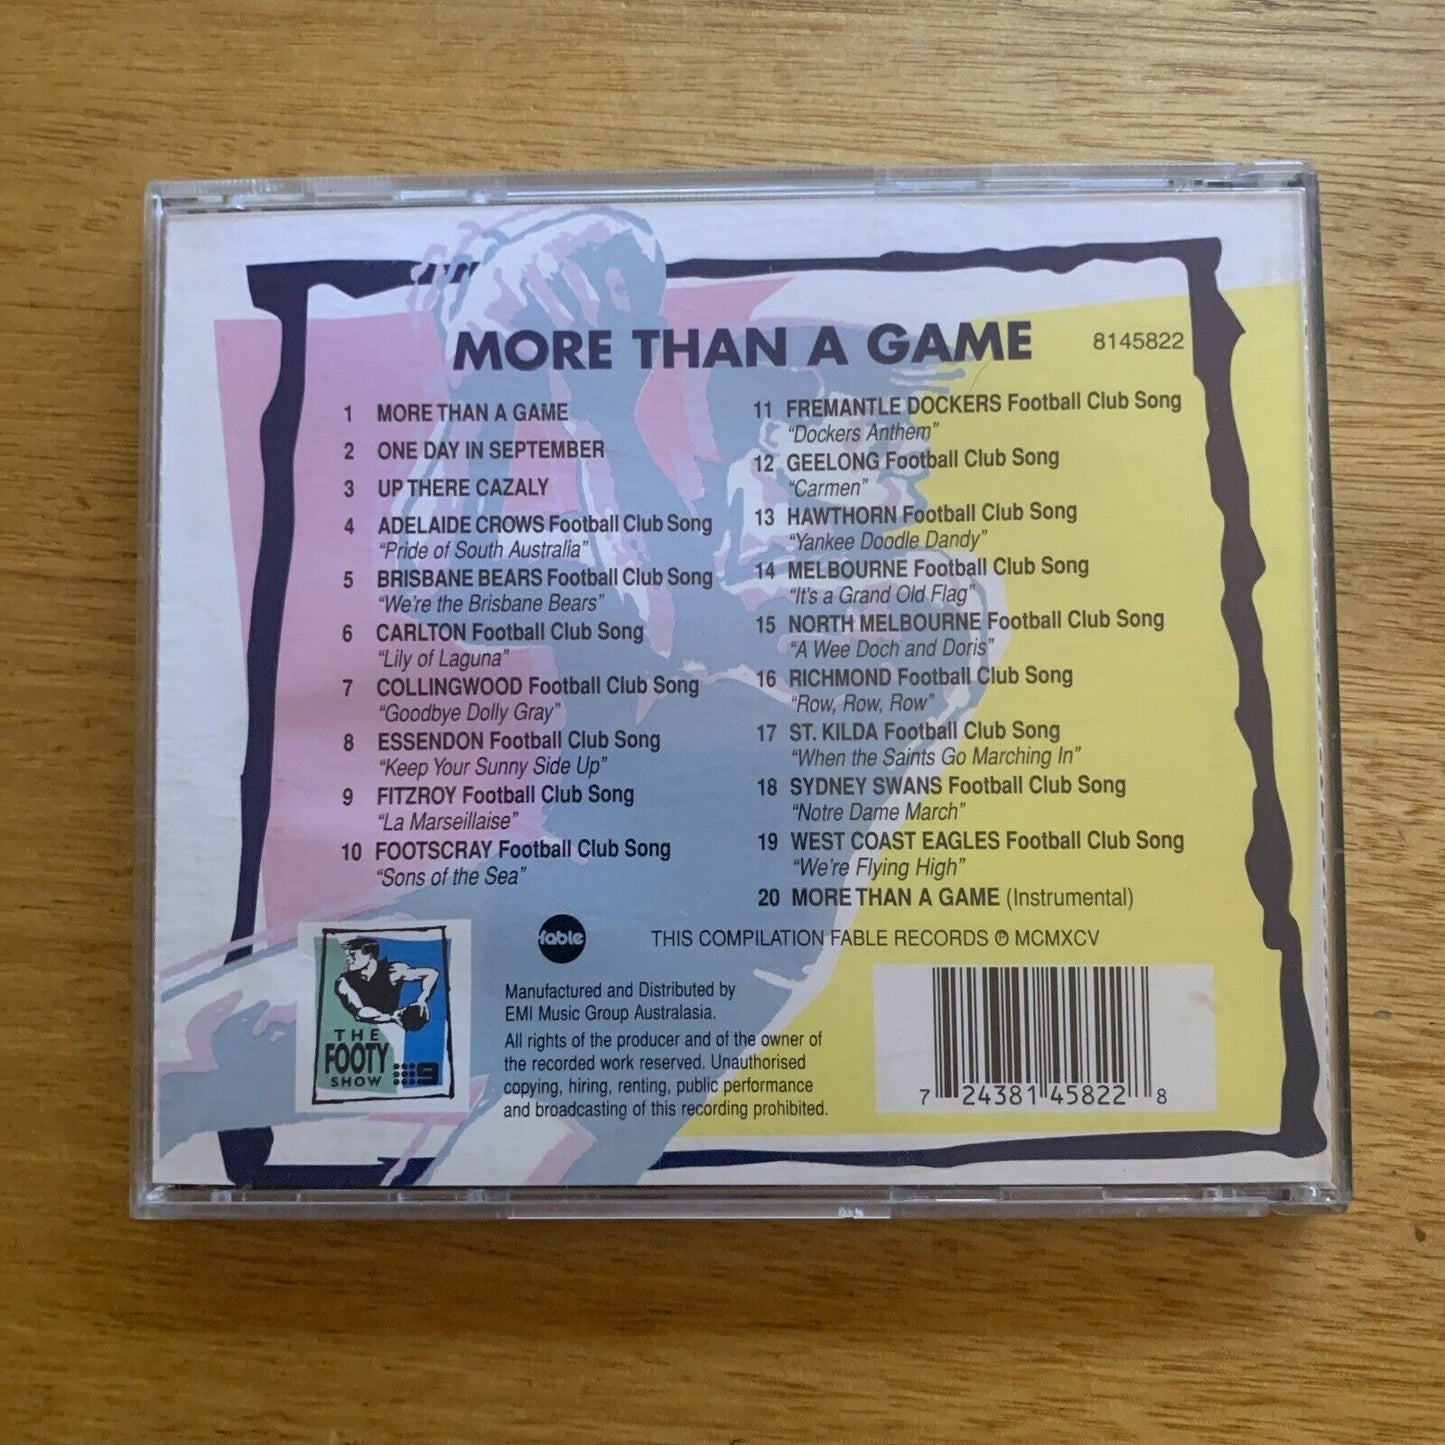 MORE THAN A GAME
8145822
1 MORE THAN A GAME
2 ONE DAY IN SEPTEMBER
3 UP THERE CAZALY
4 ADELAIDE CROWS Football Club Song
“Pride of South Australia”
5 BRISBANE BEARS Football Club Song
“We're the Brisbane Bears”
6 CARLTON Football Club Song
“Lily of Laguna”
7 COLLINGWOOD Football Club Song
“Goodbye Dolly Gray”
8 ESSENDON Football Club Song
“Keep Your Sunny Side Up”
9 FITZROY Football Club Song
“La Marseillaise”
10 FOOTSCRAY Football Club Song
“Sons of the Sea”
11 FREMANTLE DOCKERS Football Club Song
“Dockers Anthem”
12 GEELONG Football Club Song
“Carmen”
13 HAWTHORN Football Club Song
“Yankee Doodle Dandy”
14 MELBOURNE Football Club Song
“It's a Grand Old Flag”
15 NORTH MELBOURNE Football Club Song
“A Wee Doch and Doris”
16 RICHMOND Football Club Song
“Row, Row, Row”
17 ST. KILDA Football Club Song
“When the Saints Go Marching In”
18 SYDNEY SWANS Football Club Song
“Notre Dame March”
19 WEST COAST EAGLES Football Club Song
“We're Flying High”
20 MORE THAN A GAME (Instrumental)
fable
THIS COMPILATION FABLE RECORDS ℗ MCMXCV
THE
FOOTY
SHOW
9
Manufactured and Distributed by
EMI Music Group Australasia.
All rights of the producer and of the owner of
the recorded work reserved. Unauthorised
copying, hiring, renting, public performance
and broadcasting of this recording prohibited.
7 24381 45822 8